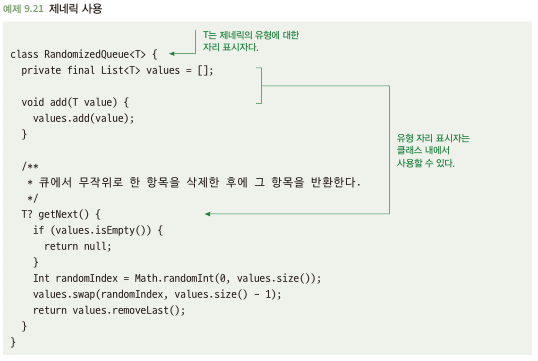 예제 9.21 제네릭 사용
T는 제네릭의 유형에 대한
자리 표시자다.
class RandomizedQueue<T> {
  private final List<T> values = [];

  void add(T value) {
    values.add(value);
  }
유형 자리 표시자는
클래스 내에서
사용할 수 있다.

  /**
   * 큐에서 무작위로 한 항목을 삭제한 후에 그 항목을 반환한다.
   */
  T? getNext() {
    if (values.isEmpty()) {
      return null;
    }
    Int randomIndex = Math.randomInt(0, values.size());
    values.swap(randomIndex, values.size() - 1);
    return values.removeLast();
  }
}